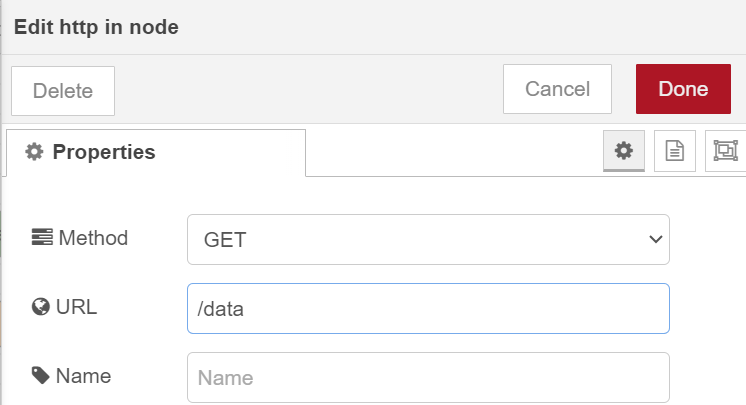 Edit http in node
Delete
Cancel
Done
Properties
Method
GET
URL
/data
Name
Name